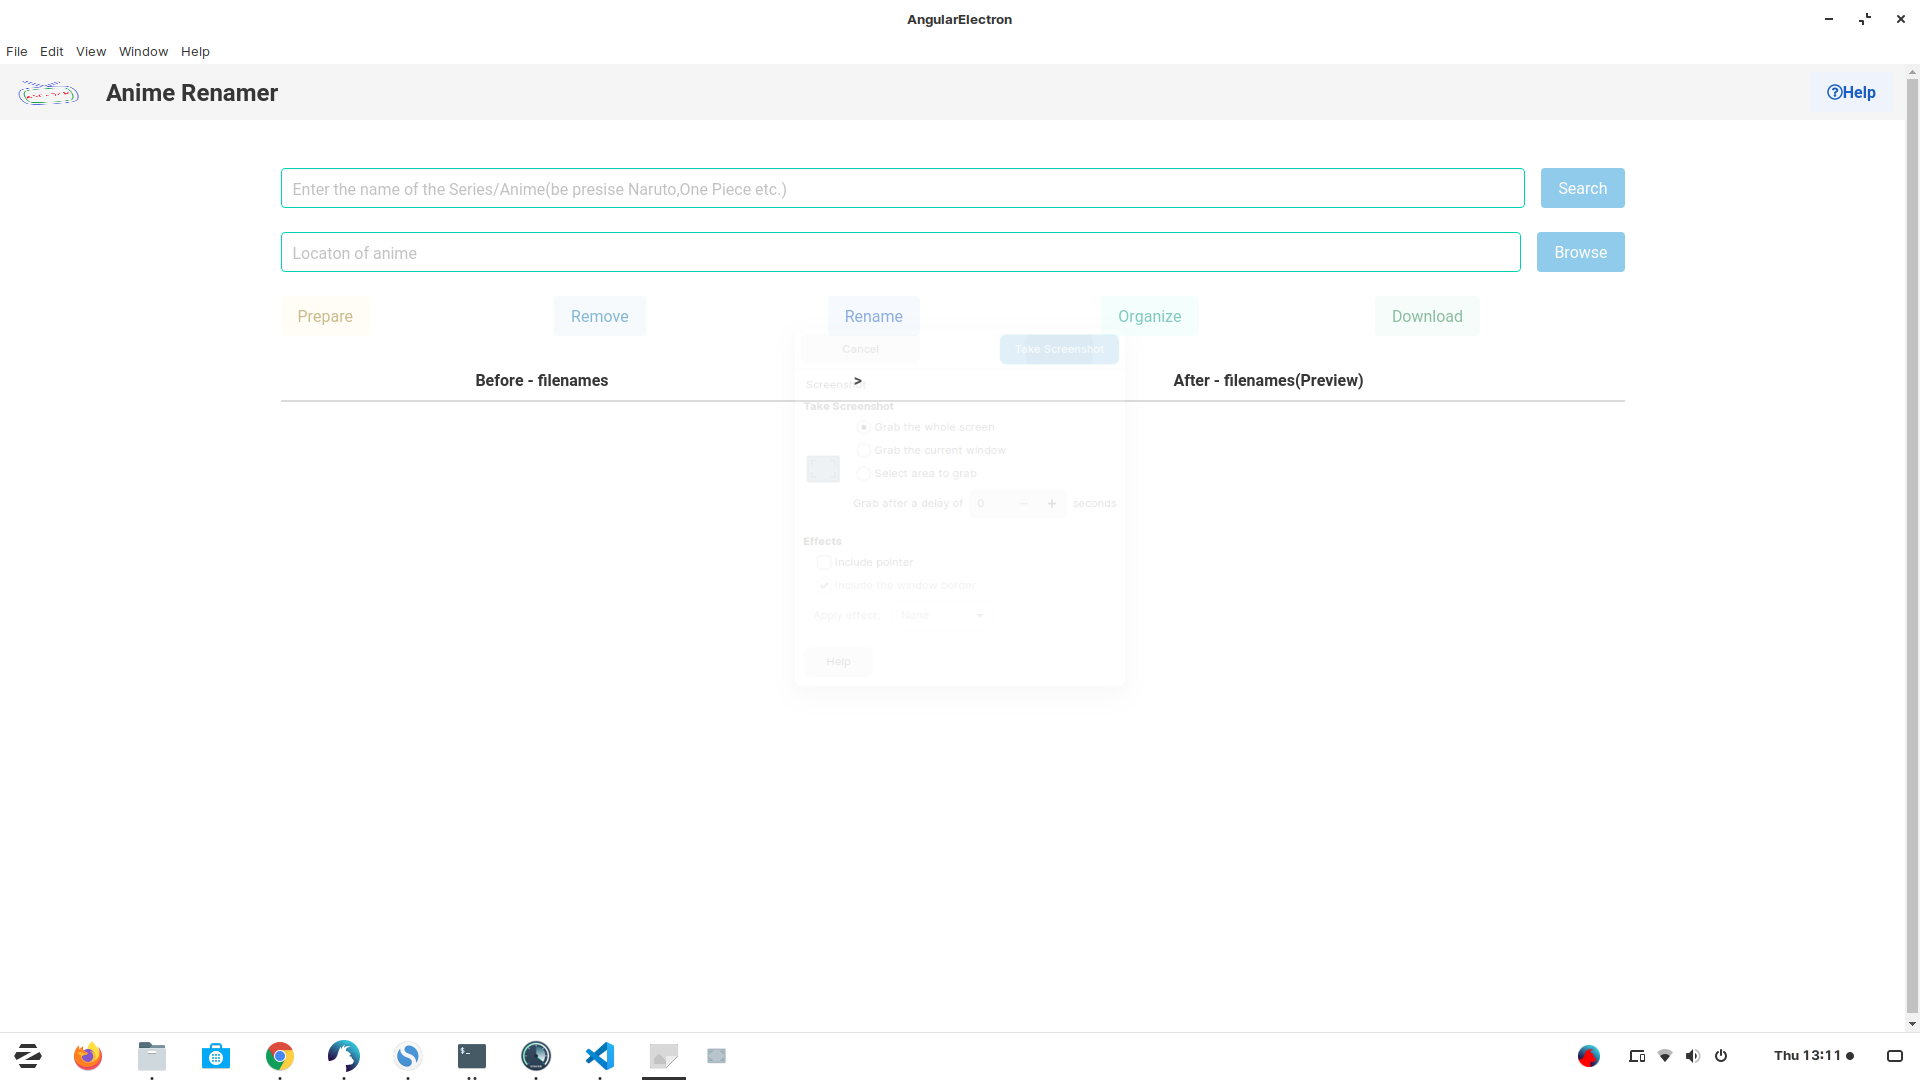 AngularElectron
File Edit View Window Help
Anime Renamer
Help
Enter the name of the Series/Anime(be presise Naruto,One Piece etc.)
Search
Locaton of anime
Browse
Prepare Remove Rename Organize Download
Cancel Take Screenshot
Before - filenames > After - filenames(Preview)
Screenshot
Take Screenshot
Grab the whole screen
Grab the current window
Select area to grab
Grab after a delay of 0 − + seconds
Effects
Include pointer
Include the window border
Apply effect: None
Help
Thu 13:11